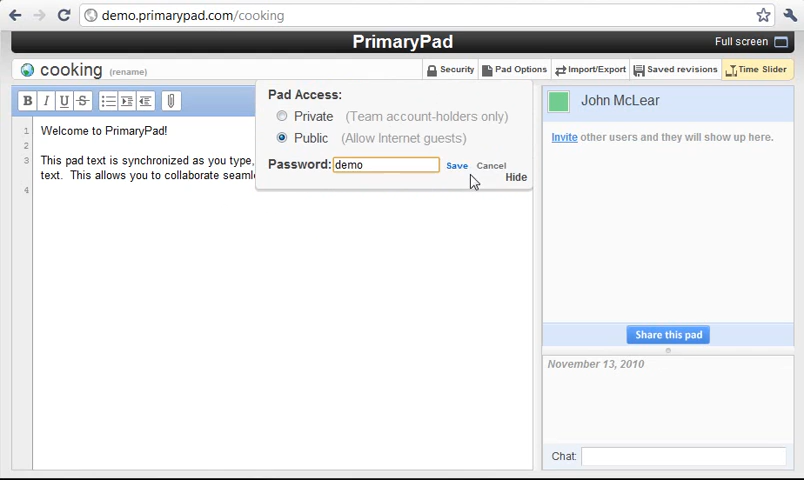 demo.primarypad.com/cooking
PrimaryPad
Full screen
cooking (rename)
Security
Pad Options
Import/Export
Saved revisions
Time Slider
B I U S
Pad Access:
Private (Team account-holders only)
Public (Allow Internet guests)
Password: demo Save Cancel
Hide
1 Welcome to PrimaryPad!
2
3 This pad text is synchronized as you type,
text. This allows you to collaborate seaml
4
John McLear
Invite other users and they will show up here.
Share this pad
November 13, 2010
Chat: